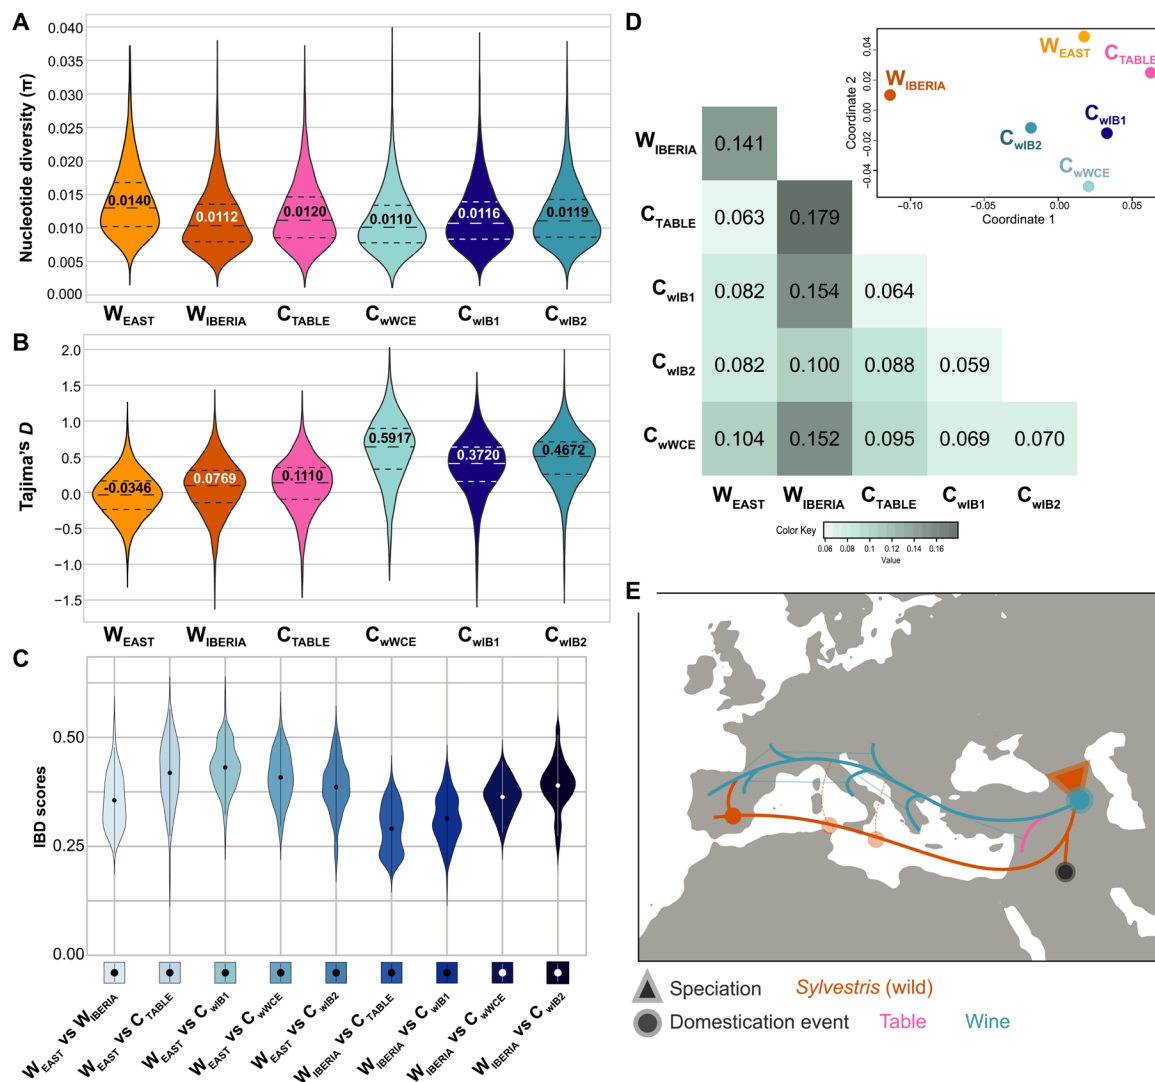 A
Nucleotide diversity (π)
0.040
0.035
0.030
0.025
0.020
0.015
0.010
0.005
0.000
0.0140
0.0112
0.0120
0.0110
0.0116
0.0119
WEAST
WIBERIA
CTABLE
CwWCE
CwIB1
CwIB2
B
Tajima's D
2.0
1.5
1.0
0.5
0.0
−0.5
−1.0
−1.5
-0.0346
0.0769
0.1110
0.5917
0.3720
0.4672
WEAST
WIBERIA
CTABLE
CwWCE
CwIB1
CwIB2
C
IBD scores
0.50
0.25
0.00
WEAST vs WIBERIA
WEAST vs CTABLE
WEAST vs CwIB1
WEAST vs CwWCE
WEAST vs CwIB2
WIBERIA vs CTABLE
WIBERIA vs CwIB1
WIBERIA vs CwWCE
WIBERIA vs CwIB2
D
Coordinate 2
0.04
0.02
0.00
−0.02
−0.04
WEAST
CTABLE
WIBERIA
CwIB1
CwIB2
CwWCE
−0.10
−0.05
0.00
0.05
Coordinate 1
WIBERIA 0.141
CTABLE 0.063 0.179
CwIB1 0.082 0.154 0.064
CwIB2 0.082 0.100 0.088 0.059
CwWCE 0.104 0.152 0.095 0.069 0.070
WEAST WIBERIA CTABLE CwIB1 CwIB2
Color Key
0.06 0.08 0.1 0.12 0.14 0.16
Value
E
Speciation
Sylvestris (wild)
Domestication event
Table
Wine